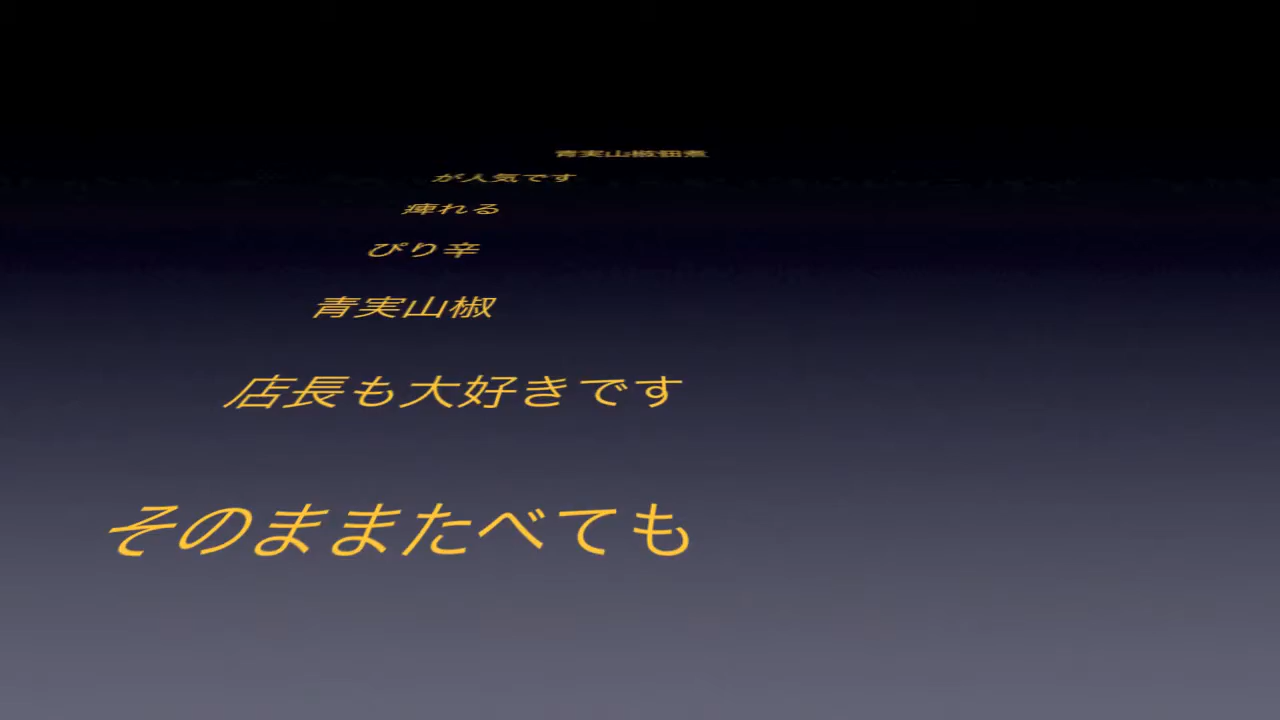 青実山椒佃煮
が人気です
痺れる
ぴり辛
青実山椒
店長も大好きです
そのままたべても